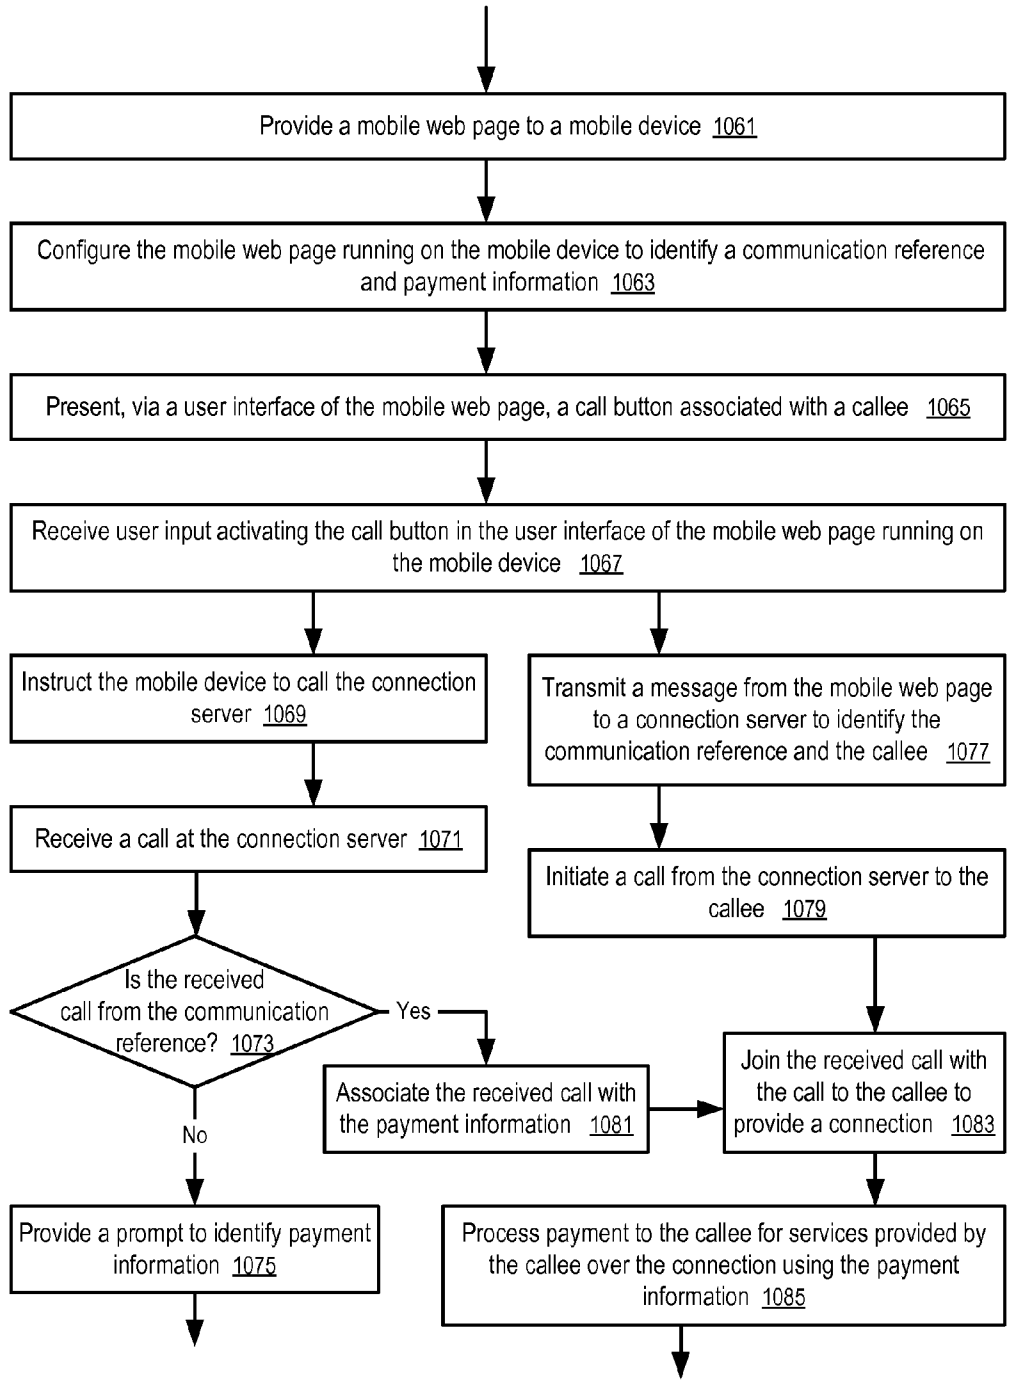 Provide a mobile web page to a mobile device 1061
Configure the mobile web page running on the mobile device to identify a communication reference
and payment information 1063
Present, via a user interface of the mobile web page, a call button associated with a callee 1065
Receive user input activating the call button in the user interface of the mobile web page running on
the mobile device 1067
Instruct the mobile device to call the connection
server 1069
Receive a call at the connection server 1071
Is the received
call from the communication
reference? 1073
Yes
No
Provide a prompt to identify payment
information 1075
Transmit a message from the mobile web page
to a connection server to identify the
communication reference and the callee 1077
Initiate a call from the connection server to the
callee 1079
Associate the received call with
the payment information 1081
Join the received call with
the call to the callee to
provide a connection 1083
Process payment to the callee for services provided by
the callee over the connection using the payment
information 1085